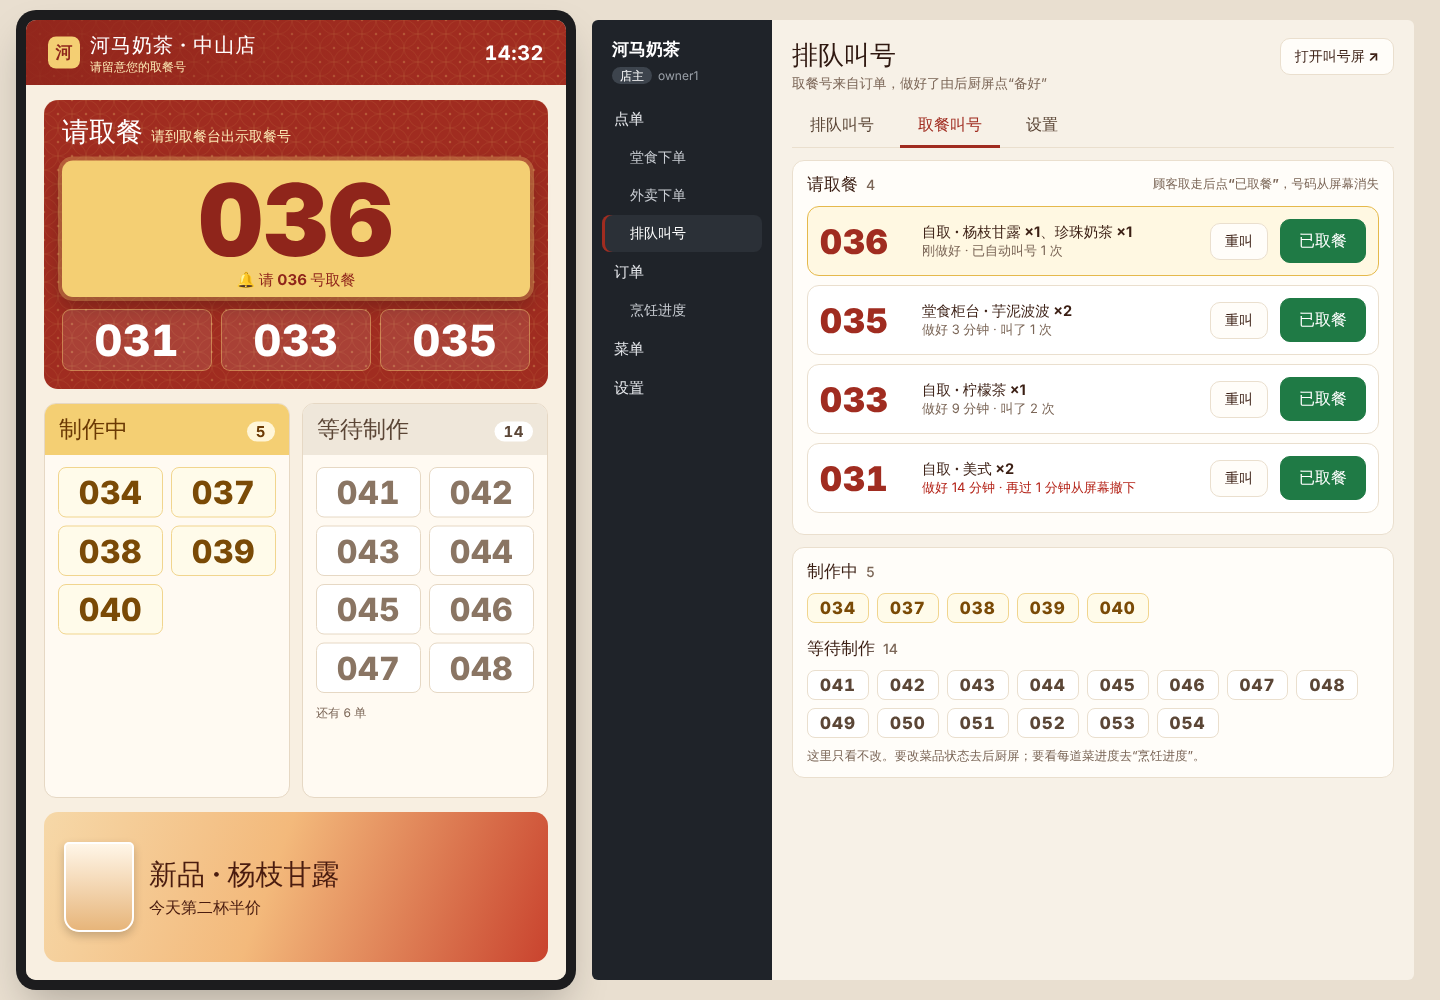 河
河马奶茶 · 中山店
请留意您的取餐号
14:32
请取餐 请到取餐台出示取餐号
036
🔔 请 036 号取餐
031 033 035
制作中 5
034 037
038 039
040
等待制作 14
041 042
043 044
045 046
047 048
还有 6 单
新品 · 杨枝甘露
今天第二杯半价
河马奶茶
店主 owner1
点单
堂食下单
外卖下单
排队叫号
订单
烹饪进度
菜单
设置
排队叫号
取餐号来自订单，做好了由后厨屏点“备好”
打开叫号屏 ↗
排队叫号 取餐叫号 设置
请取餐 4 顾客取走后点“已取餐”，号码从屏幕消失
036 自取 · 杨枝甘露 ×1、珍珠奶茶 ×1 重叫 已取餐
刚做好 · 已自动叫号 1 次
035 堂食柜台 · 芋泥波波 ×2 重叫 已取餐
做好 3 分钟 · 叫了 1 次
033 自取 · 柠檬茶 ×1 重叫 已取餐
做好 9 分钟 · 叫了 2 次
031 自取 · 美式 ×2 重叫 已取餐
做好 14 分钟 · 再过 1 分钟从屏幕撤下
制作中 5
034 037 038 039 040
等待制作 14
041 042 043 044 045 046 047 048
049 050 051 052 053 054
这里只看不改。要改菜品状态去后厨屏；要看每道菜进度去“烹饪进度”。